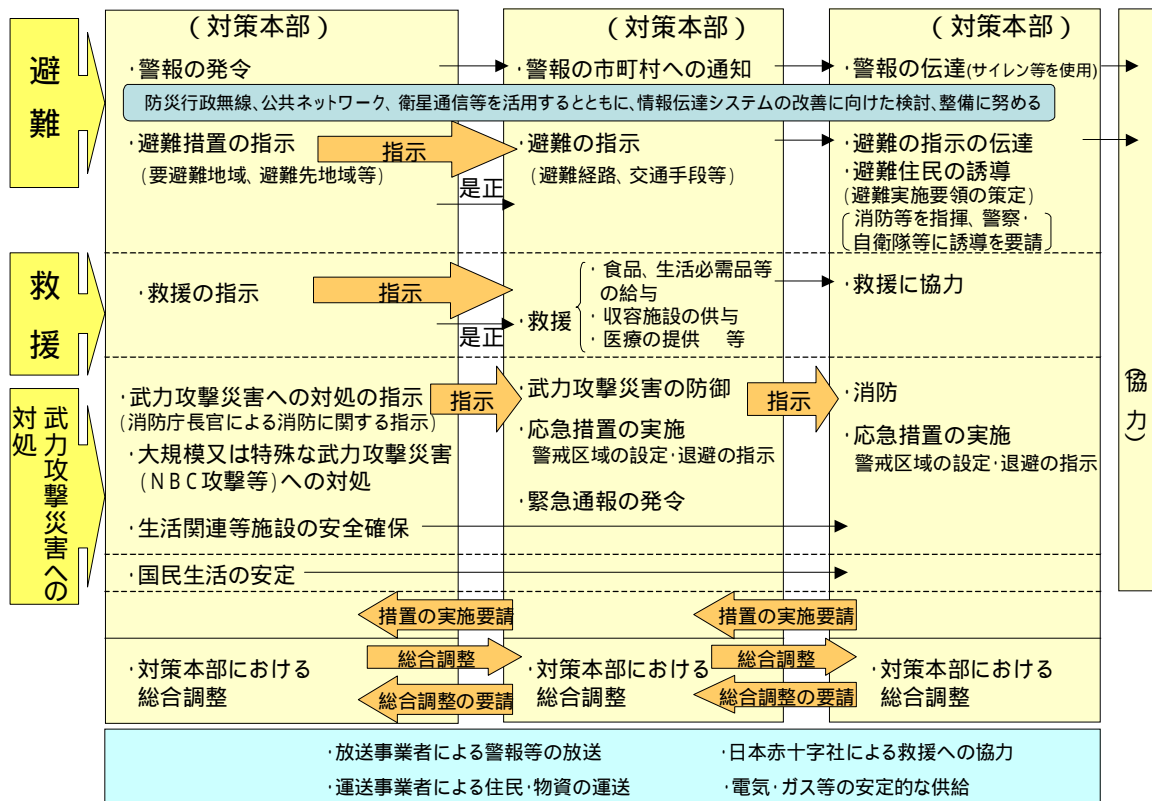 (対策本部)
(対策本部)
(対策本部)
避難
・警報の発令
・警報の市町村への通知
・警報の伝達(サイレン等を使用)
防災行政無線、公共ネットワーク、衛星通信等を活用するとともに、情報伝達システムの改善に向けた検討、整備に努める
・避難措置の指示
(要避難地域、避難先地域等)
指示
是正
・避難の指示
(避難経路、交通手段等)
・避難の指示の伝達
・避難住民の誘導
(避難実施要領の策定)
消防等を指揮、警察・
自衛隊等に誘導を要請
救援
・救援の指示
指示
是正
・救援
・食品、生活必需品等
の給与
・収容施設の供与
・医療の提供 等
・救援に協力
武力攻撃災害への
対処
・武力攻撃災害への対処の指示
(消防庁長官による消防に関する指示)
指示
・武力攻撃災害の防御
指示
・消防
・大規模又は特殊な武力攻撃災害
(NBC攻撃等)への対処
・応急措置の実施
警戒区域の設定・退避の指示
・応急措置の実施
警戒区域の設定・退避の指示
・緊急通報の発令
・生活関連等施設の安全確保
・国民生活の安定
措置の実施要請
措置の実施要請
・対策本部における
総合調整
総合調整
総合調整の要請
・対策本部における
総合調整
総合調整
総合調整の要請
・対策本部における
総合調整
(協力)
・放送事業者による警報等の放送
・日本赤十字社による救援への協力
・運送事業者による住民・物資の運送
・電気・ガス等の安定的な供給